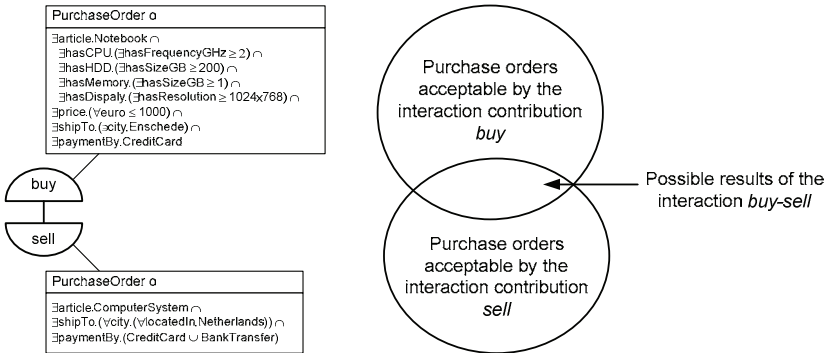 PurchaseOrder α
∃article.Notebook ∩
∃hasCPU.(∃hasFrequencyGHz ≥ 2) ∩
∃hasHDD.(∃hasSizeGB ≥ 200) ∩
∃hasMemory.(∃hasSizeGB ≥ 1) ∩
∃hasDispaly.(∃hasResolution ≥ 1024x768) ∩
∃price.(∀euro ≤ 1000) ∩
∃shipTo.(∋city.Enschede) ∩
∃paymentBy.CreditCard
buy
sell
PurchaseOrder α
∃article.ComputerSystem ∩
∃shipTo.(∀city.(∀locatedIn.Netherlands)) ∩
∃paymentBy.(CreditCard ∪ BankTransfer)
Purchase orders
acceptable by the
interaction contribution
buy
Possible results of the
interaction buy-sell
Purchase orders
acceptable by the
interaction contribution
sell